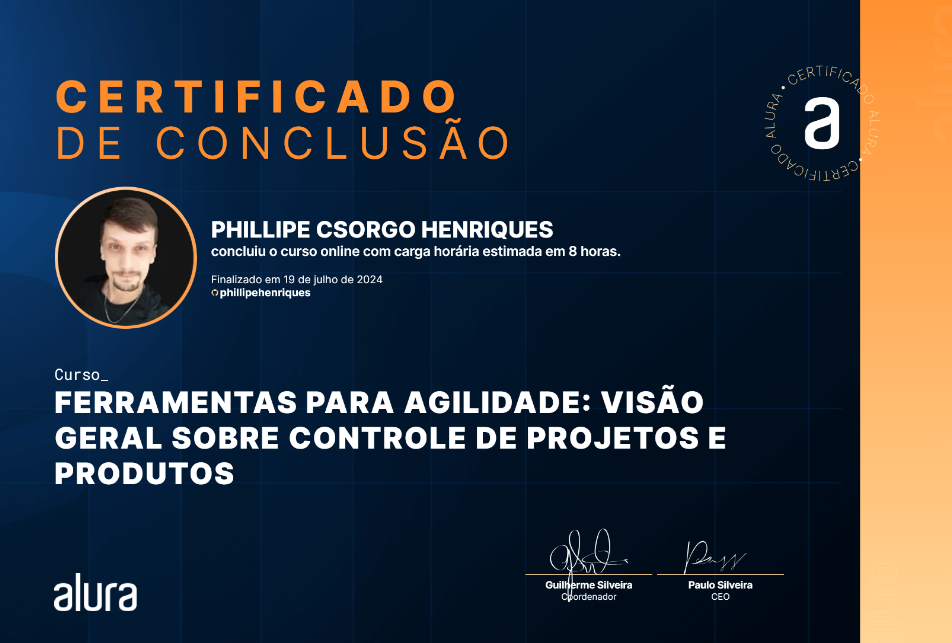 CERTIFICADO
DE CONCLUSÃO
CERTIFICADO ALURA • CERTIFICADO ALURA •
a
PHILLIPE CSORGO HENRIQUES
concluiu o curso online com carga horária estimada em 8 horas.
Finalizado em 19 de julho de 2024
phillipehenriques
Curso_
FERRAMENTAS PARA AGILIDADE: VISÃO
GERAL SOBRE CONTROLE DE PROJETOS E
PRODUTOS
alura
Guilherme Silveira
Coordenador
Paulo Silveira
CEO